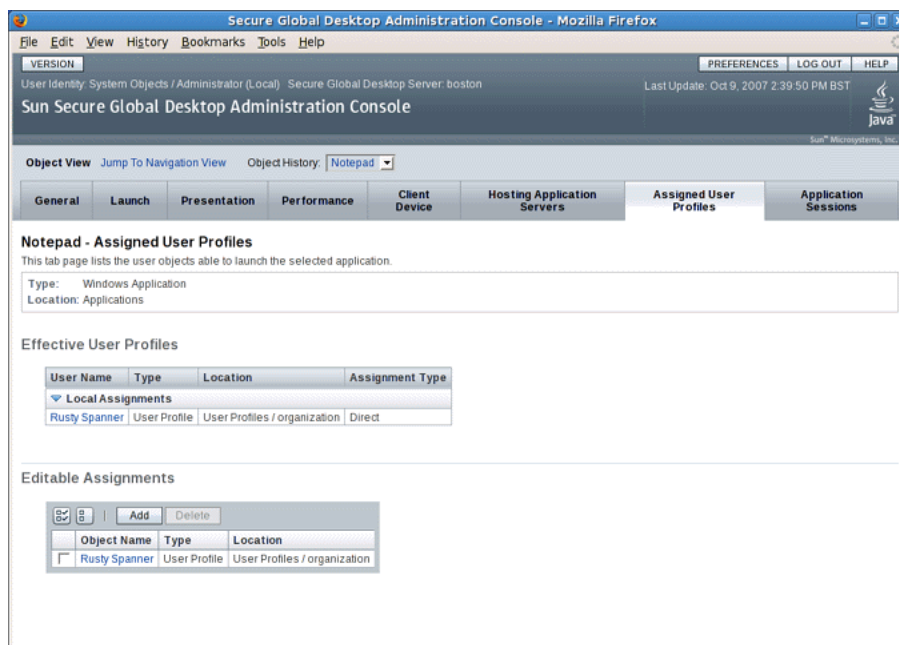 Secure Global Desktop Administration Console - Mozilla Firefox
File Edit View History Bookmarks Tools Help
VERSION PREFERENCES LOG OUT HELP
User Identity: System Objects / Administrator (Local) Secure Global Desktop Server: boston Last Update: Oct 9, 2007 2:39:50 PM BST
Sun Secure Global Desktop Administration Console
Java
Sun™ Microsystems, Inc.
Object View Jump To Navigation View Object History: Notepad
General Launch Presentation Performance Client Device Hosting Application Servers Assigned User Profiles Application Sessions
Notepad - Assigned User Profiles
This tab page lists the user objects able to launch the selected application.
Type: Windows Application
Location: Applications
Effective User Profiles
User Name Type Location Assignment Type
Local Assignments
Rusty Spanner User Profile User Profiles / organization Direct
Editable Assignments
Add Delete
Object Name Type Location
Rusty Spanner User Profile User Profiles / organization